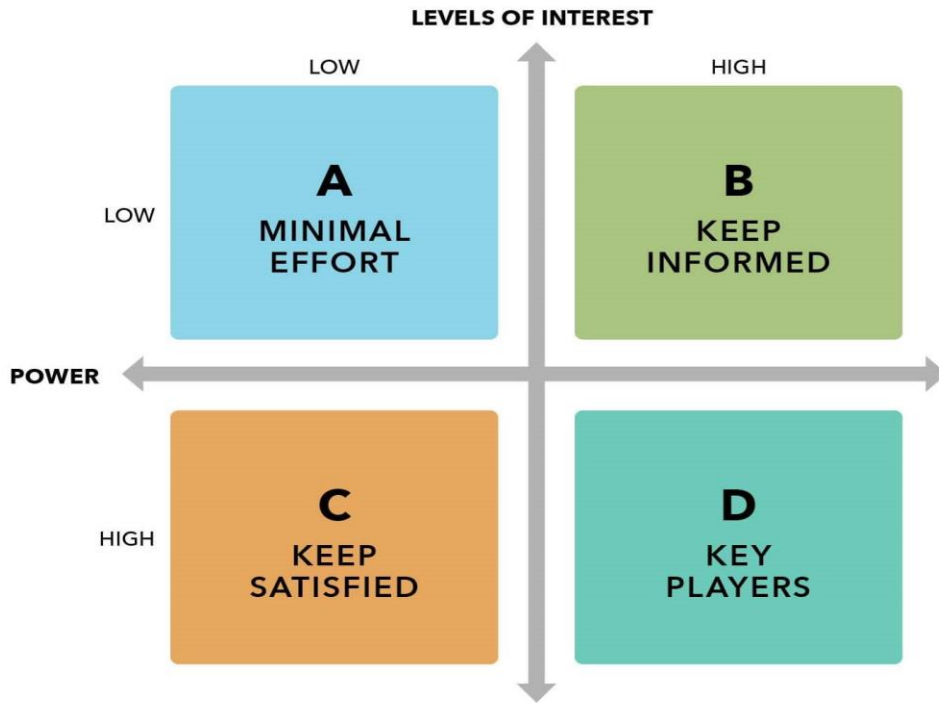 LEVELS OF INTEREST
LOW
HIGH
LOW
A
MINIMAL
EFFORT
B
KEEP
INFORMED
POWER
HIGH
C
KEEP
SATISFIED
D
KEY
PLAYERS